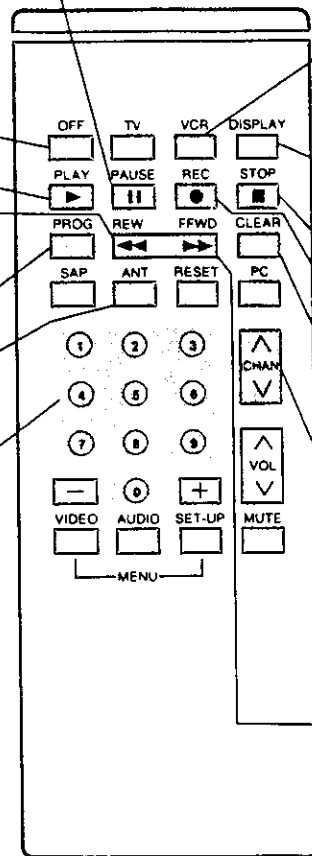 OFF TV VCR DISPLAY
PLAY PAUSE REC STOP
PROG REW FFWD CLEAR
SAP ANT RESET PC
1 2 3
CHAN
4 5 6
7 8 9
VOL
− 0 +
VIDEO AUDIO SET-UP MUTE
MENU